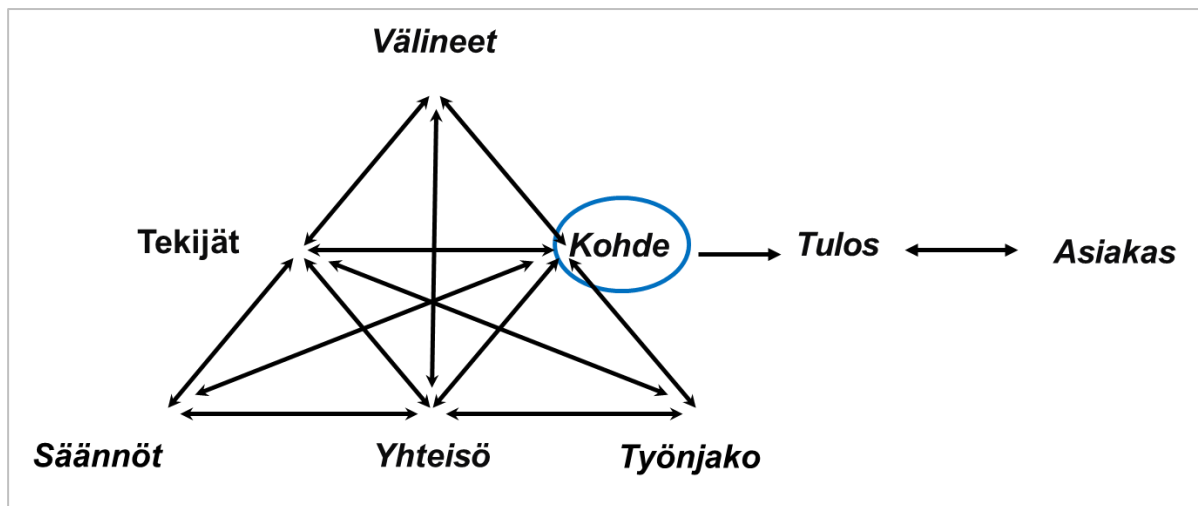 Välineet
Tekijät
Kohde
Tulos
Asiakas
Säännöt
Yhteisö
Työnjako